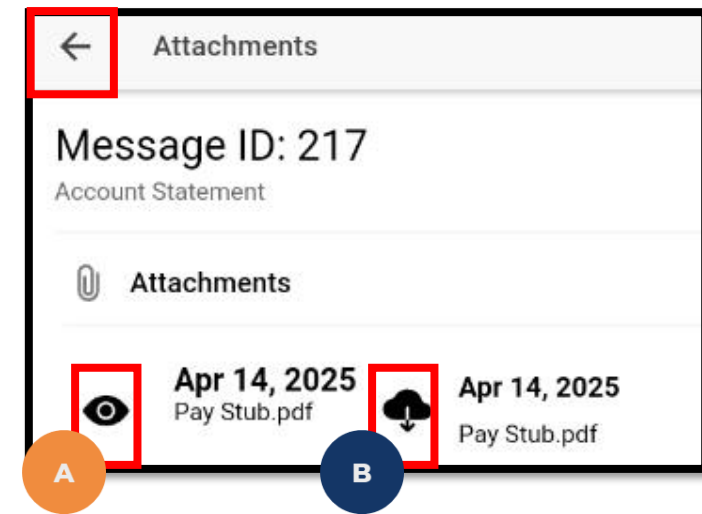 Attachments
Message ID: 217
Account Statement
Attachments
Apr 14, 2025
Pay Stub.pdf
Apr 14, 2025
Pay Stub.pdf
A
B